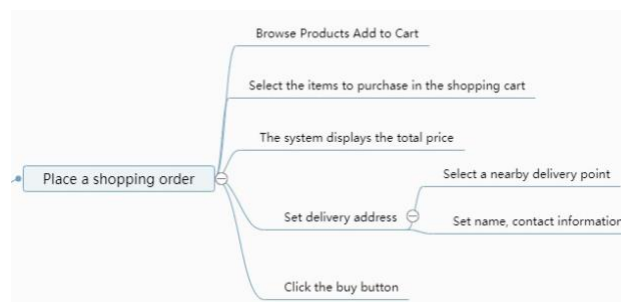 Browse Products Add to Cart
Select the items to purchase in the shopping cart
The system displays the total price
Place a shopping order
Select a nearby delivery point
Set delivery address
Set name, contact information
Click the buy button